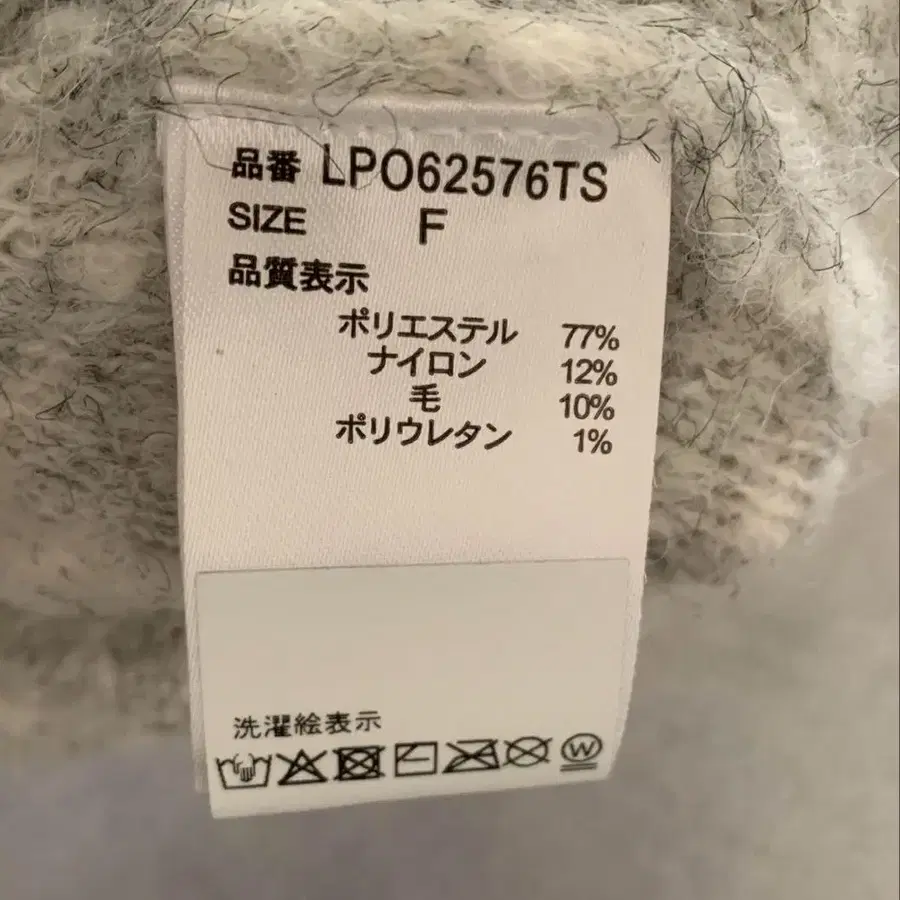 品番 LPO62576TS
SIZE F
品質表示
ポリエステル 77%
ナイロン 12%
毛 10%
ポリウレタン 1%
洗濯絵表示
W